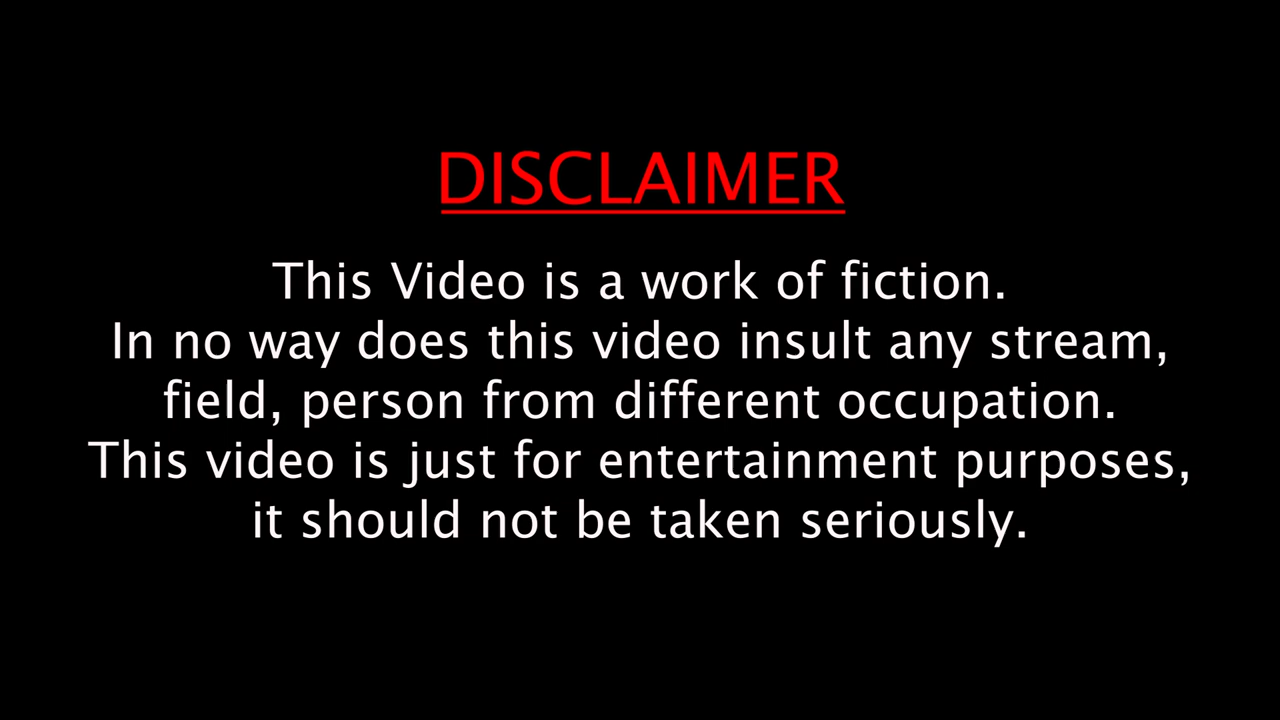 DISCLAIMER
This Video is a work of fiction.
In no way does this video insult any stream,
field, person from different occupation.
This video is just for entertainment purposes,
it should not be taken seriously.